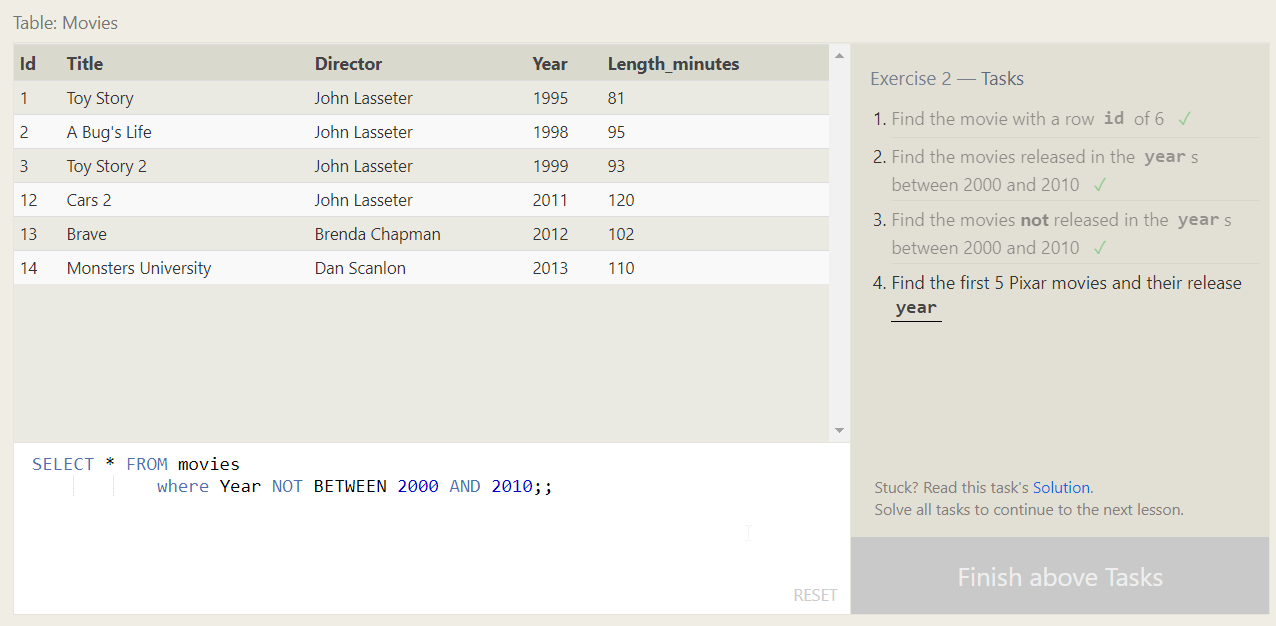 Table: Movies
Id Title Director Year Length_minutes
1 Toy Story John Lasseter 1995 81
2 A Bug's Life John Lasseter 1998 95
3 Toy Story 2 John Lasseter 1999 93
12 Cars 2 John Lasseter 2011 120
13 Brave Brenda Chapman 2012 102
14 Monsters University Dan Scanlon 2013 110
SELECT * FROM movies
where Year NOT BETWEEN 2000 AND 2010;;
RESET
Exercise 2 — Tasks
1. Find the movie with a row id of 6 ✓
2. Find the movies released in the year s
between 2000 and 2010 ✓
3. Find the movies not released in the year s
between 2000 and 2010 ✓
4. Find the first 5 Pixar movies and their release
year
Stuck? Read this task's Solution.
Solve all tasks to continue to the next lesson.
Finish above Tasks